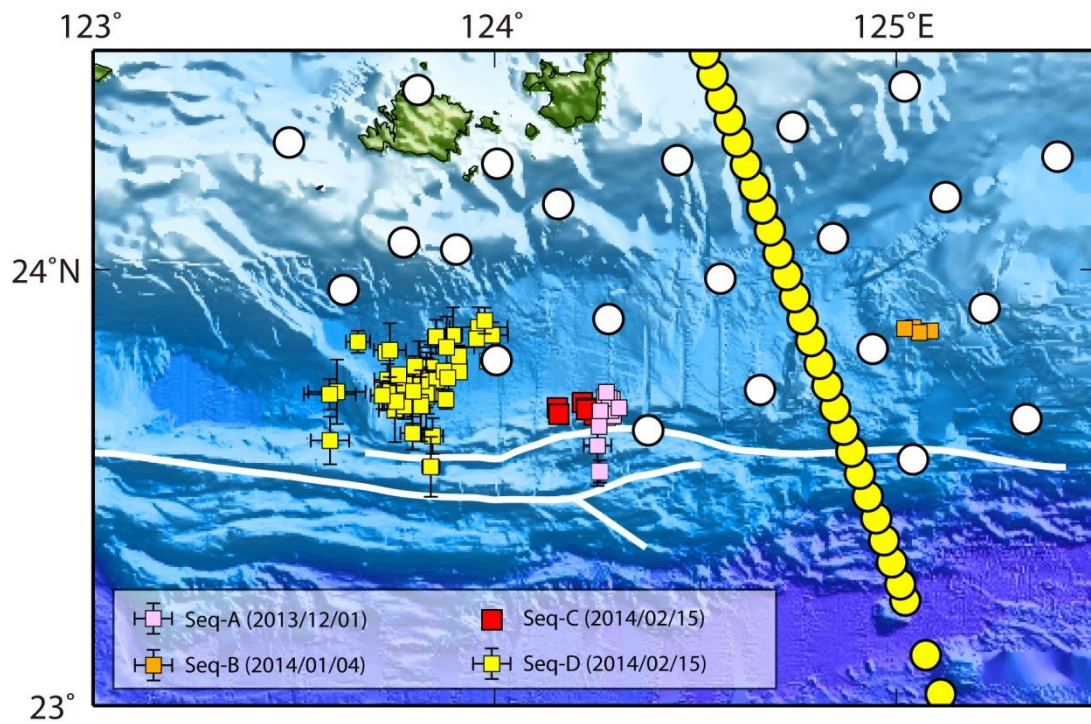 123° 124° 125°E
24°N
Seq-A (2013/12/01) Seq-C (2014/02/15)
Seq-B (2014/01/04) Seq-D (2014/02/15)
23°